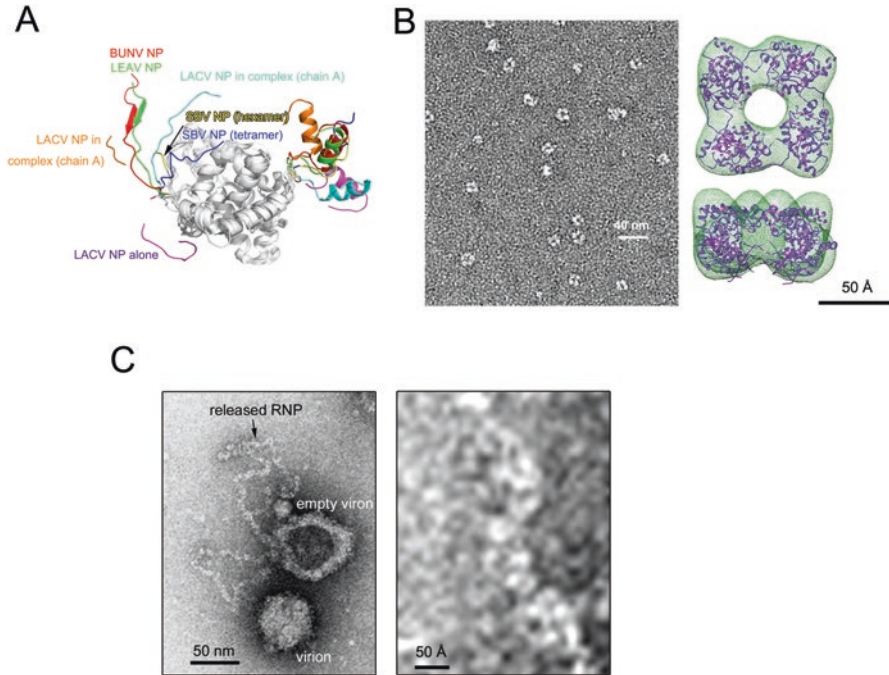 A
BUNV NP
LEAV NP
LACV NP in complex (chain A)
SBV NP (hexamer)
SBV NP (tetramer)
LACV NP in
complex (chain A)
LACV NP alone
B
40 nm
50 Å
C
released RNP
empty viron
virion
50 nm
50 Å